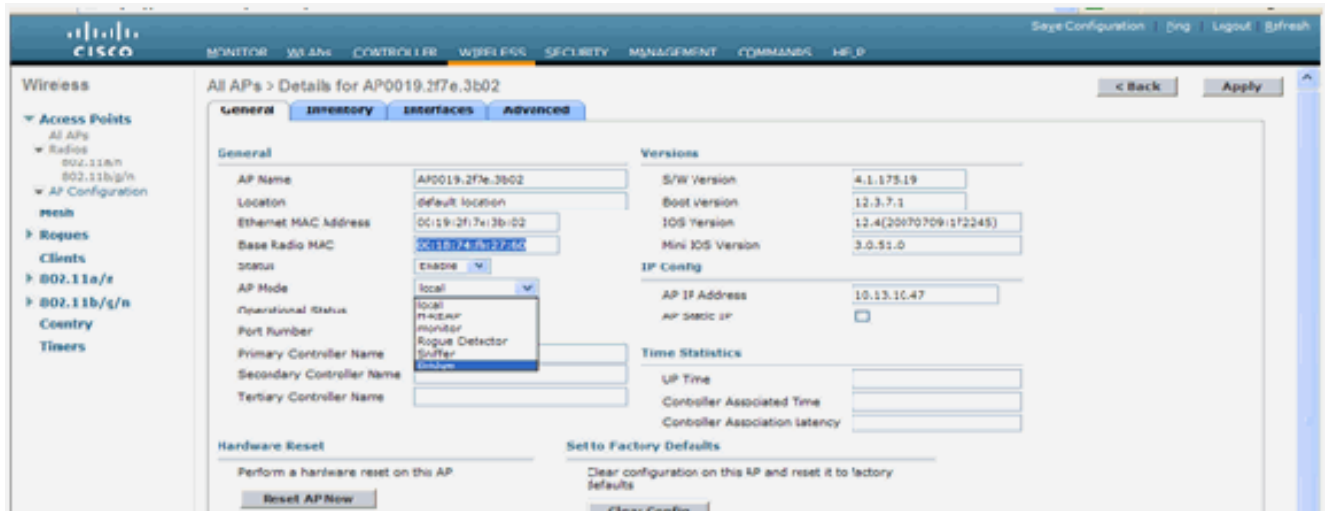 Save Configuration Ping Logout Refresh
CISCO
MONITOR WLANs CONTROLLER WIRELESS SECURITY MANAGEMENT COMMANDS HELP
Wireless
All APs > Details for AP0019.2f7e.3b02
< Back Apply
General Inventory Interfaces Advanced
Access Points
All APs
Radios
802.11a/n
802.11b/g/n
AP Configuration
Mesh
Rogues
Clients
802.11a/n
802.11b/g/n
Country
Timers
General
AP Name AP0019.2f7e.3b02
Location default location
Ethernet MAC Address 00:19:2f:7e:3b:02
Base Radio MAC
Status Enable
AP Mode local
local
H-REAP
monitor
Rogue Detector
Sniffer
Bridge
Operational Status
Port Number
Primary Controller Name
Secondary Controller Name
Tertiary Controller Name
Versions
S/W Version 4.1.175.19
Boot Version 12.3.7.1
IOS Version
Mini IOS Version 3.0.51.0
IP Config
AP IP Address 10.13.10.47
AP Static IP
Time Statistics
UP Time
Controller Associated Time
Controller Association Latency
Hardware Reset
Perform a hardware reset on this AP
Reset AP Now
Set to Factory Defaults
Clear configuration on this AP and reset it to factory
defaults
Clear Config